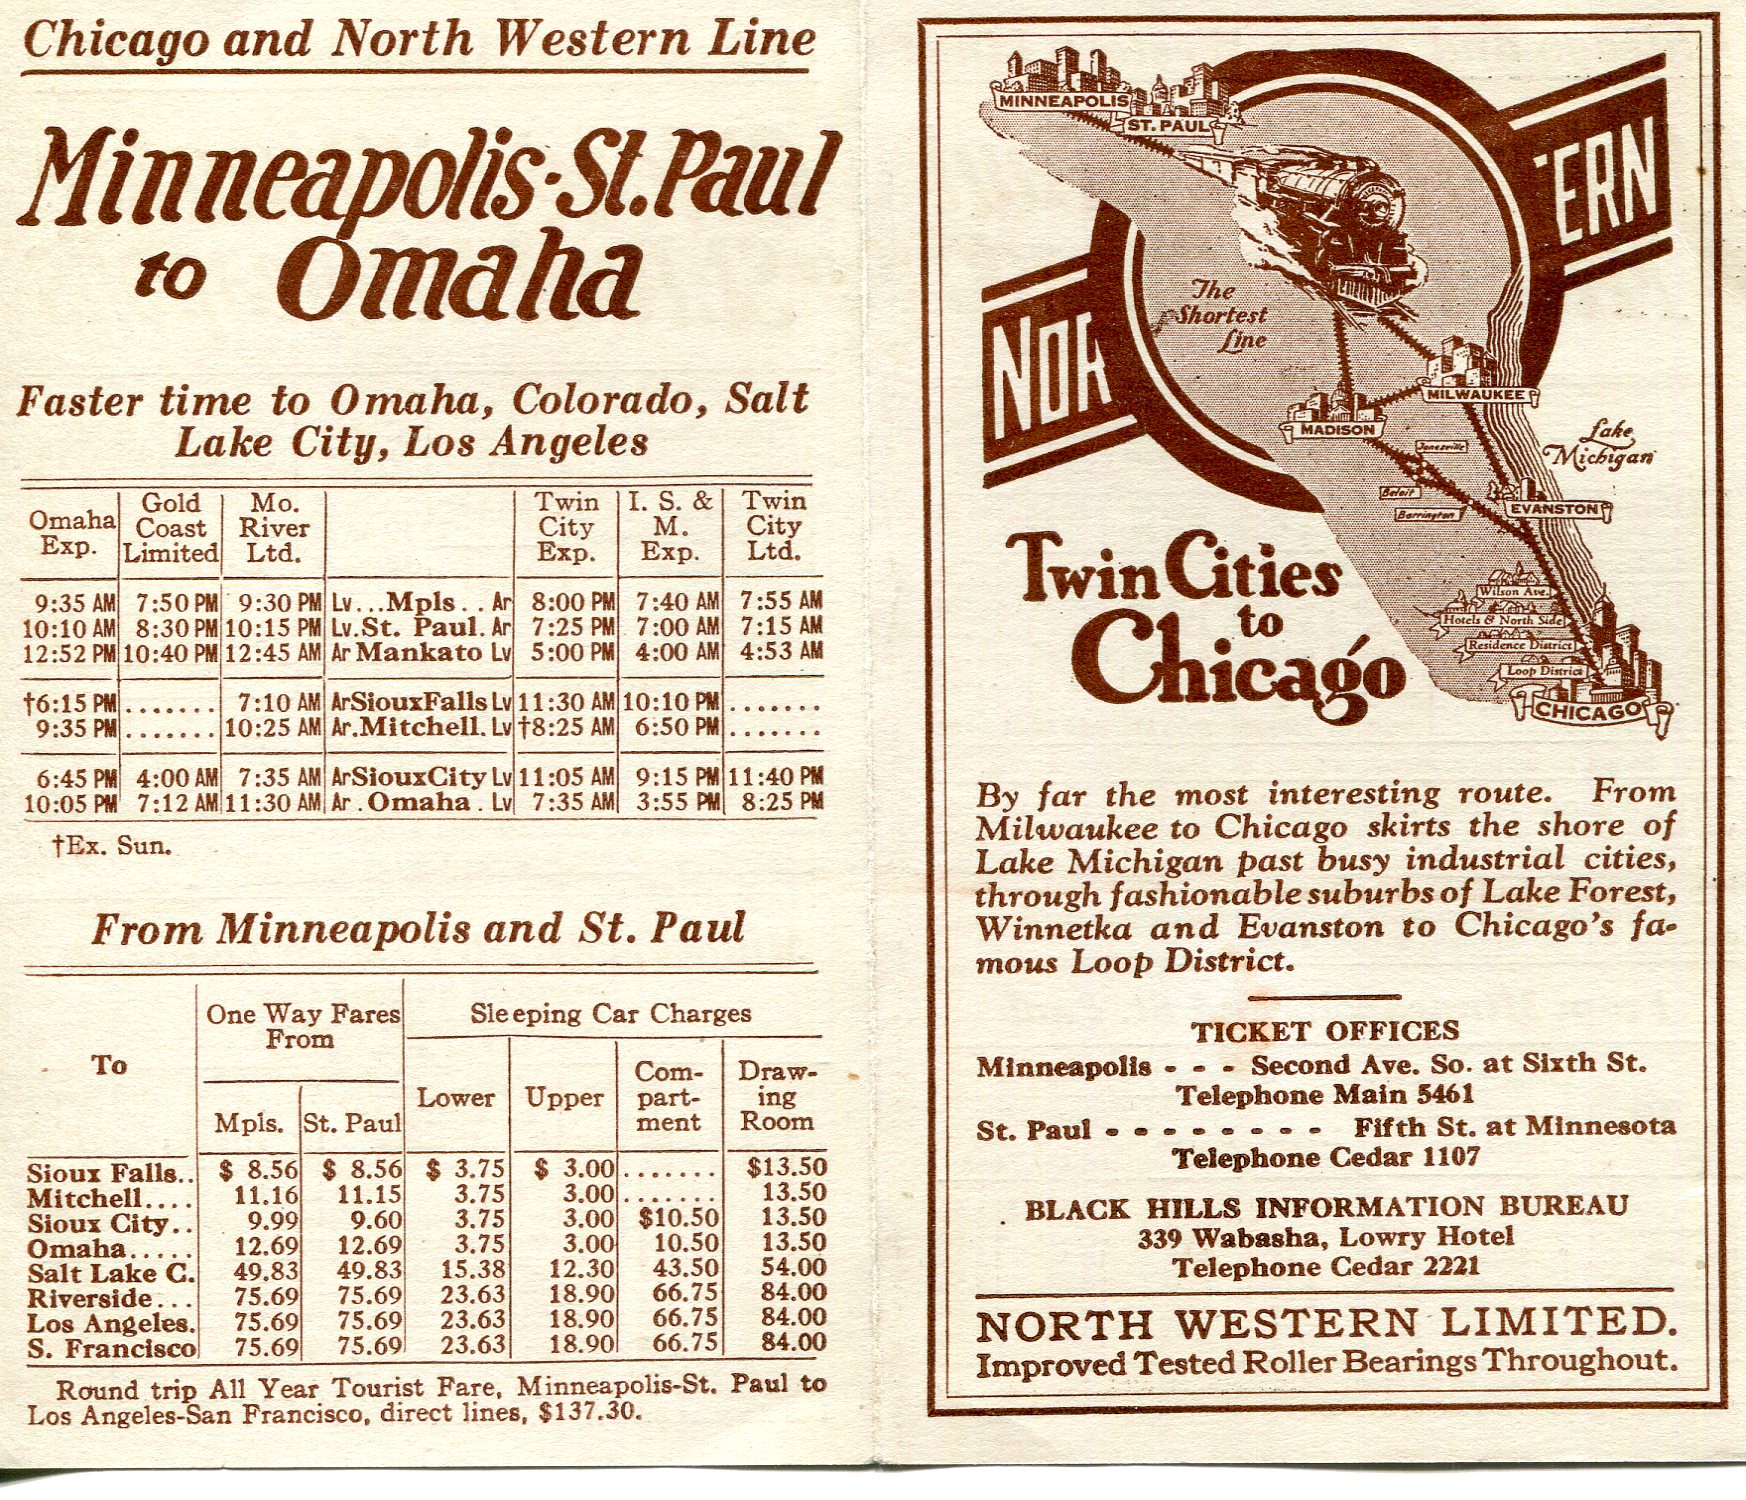 Chicago and North Western Line
Minneapolis-St. Paul
to Omaha
Faster time to Omaha, Colorado, Salt
Lake City, Los Angeles
Omaha Exp. | Gold Coast Limited | Mo. River Ltd. | | Twin City Exp. | I. S. & M. Exp. | Twin City Ltd.
9:35 AM | 7:50 PM | 9:30 PM | Lv...Mpls..Ar | 8:00 PM | 7:40 AM | 7:55 AM
10:10 AM | 8:30 PM | 10:15 PM | Lv.St. Paul.Ar | 7:25 PM | 7:00 AM | 7:15 AM
12:52 PM | 10:40 PM | 12:45 AM | Ar Mankato Lv | 5:00 PM | 4:00 AM | 4:53 AM
†6:15 PM | ....... | 7:10 AM | Ar Sioux Falls Lv | 11:30 AM | 10:10 PM | .......
9:35 PM | ....... | 10:25 AM | Ar.Mitchell.Lv | †8:25 AM | 6:50 PM | .......
6:45 PM | 4:00 AM | 7:35 AM | Ar Sioux City Lv | 11:05 AM | 9:15 PM | 11:40 PM
10:05 PM | 7:12 AM | 11:30 AM | Ar.Omaha.Lv | 7:35 AM | 3:55 PM | 8:25 PM
†Ex. Sun.
From Minneapolis and St. Paul
To | One Way Fares From | Sleeping Car Charges
Mpls. | St. Paul | Lower | Upper | Com-part-ment | Draw-ing Room
Sioux Falls.. | $ 8.56 | $ 8.56 | $ 3.75 | $ 3.00 | ....... | $13.50
Mitchell.... | 11.16 | 11.15 | 3.75 | 3.00 | ....... | 13.50
Sioux City.. | 9.99 | 9.60 | 3.75 | 3.00 | $10.50 | 13.50
Omaha..... | 12.69 | 12.69 | 3.75 | 3.00 | 10.50 | 13.50
Salt Lake C. | 49.83 | 49.83 | 15.38 | 12.30 | 43.50 | 54.00
Riverside... | 75.69 | 75.69 | 23.63 | 18.90 | 66.75 | 84.00
Los Angeles. | 75.69 | 75.69 | 23.63 | 18.90 | 66.75 | 84.00
S. Francisco | 75.69 | 75.69 | 23.63 | 18.90 | 66.75 | 84.00
Round trip All Year Tourist Fare, Minneapolis-St. Paul to
Los Angeles-San Francisco, direct lines, $137.30.
MINNEAPOLIS
ST. PAUL
NOR
ERN
The
Shortest
Line
MILWAUKEE
MADISON
Lake
Michigan
Janesville
Beloit
Barrington
EVANSTON
Wilson Ave.
Hotels & North Side
Residence District
Loop District
CHICAGO
Twin Cities
to
Chicago
By far the most interesting route. From
Milwaukee to Chicago skirts the shore of
Lake Michigan past busy industrial cities,
through fashionable suburbs of Lake Forest,
Winnetka and Evanston to Chicago's fa-
mous Loop District.
TICKET OFFICES
Minneapolis - - - Second Ave. So. at Sixth St.
Telephone Main 5461
St. Paul - - - - - - - - Fifth St. at Minnesota
Telephone Cedar 1107
BLACK HILLS INFORMATION BUREAU
339 Wabasha, Lowry Hotel
Telephone Cedar 2221
NORTH WESTERN LIMITED.
Improved Tested Roller Bearings Throughout.